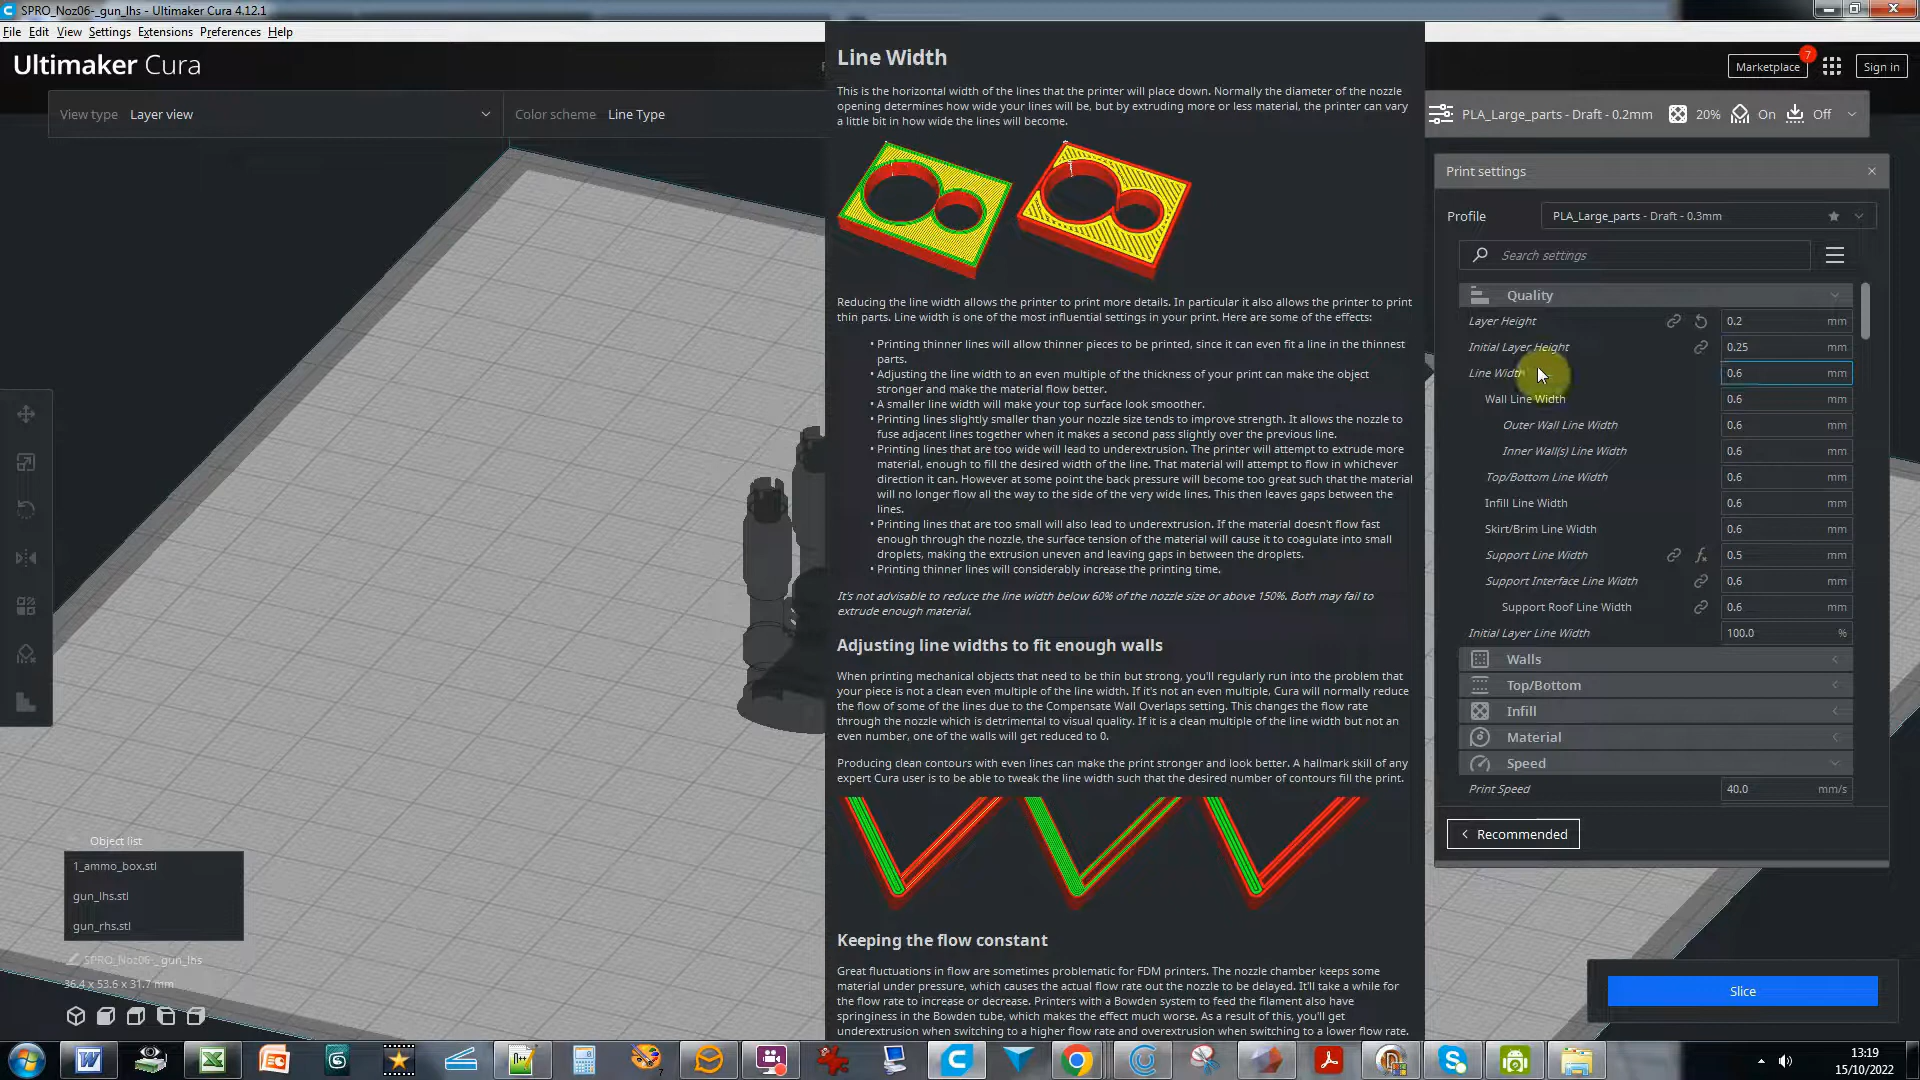 SPRO_Noz06-_gun_lhs - Ultimaker Cura 4.12.1
File Edit View Settings Extensions Preferences Help
Ultimaker Cura
Marketplace
7
Sign in
View type Layer view
Color scheme Line Type
PLA_Large_parts - Draft - 0.2mm 20% On Off
Line Width
This is the horizontal width of the lines that the printer will place down. Normally the diameter of the nozzle
opening determines how wide your lines will be, but by extruding more or less material, the printer can vary
a little bit in how wide the lines will become.
Reducing the line width allows the printer to print more details. In particular it also allows the printer to print
thin parts. Line width is one of the most influential settings in your print. Here are some of the effects:
• Printing thinner lines will allow thinner pieces to be printed, since it can even fit a line in the thinnest
parts.
• Adjusting the line width to an even multiple of the thickness of your print can make the object
stronger and make the material flow better.
• A smaller line width will make your top surface look smoother.
• Printing lines slightly smaller than your nozzle size tends to improve strength. It allows the nozzle to
fuse adjacent lines together when it makes a second pass slightly over the previous line.
• Printing lines that are too wide will lead to underextrusion. The printer will attempt to extrude more
material, enough to fill the desired width of the line. That material will attempt to flow in whichever
direction it can. However at some point the back pressure will become too great such that the material
will no longer flow all the way to the side of the very wide lines. This then leaves gaps between the
lines.
• Printing lines that are too small will also lead to underextrusion. If the material doesn't flow fast
enough through the nozzle, the surface tension of the material will cause it to coagulate into small
droplets, making the extrusion uneven and leaving gaps in between the droplets.
• Printing thinner lines will considerably increase the printing time.
It's not advisable to reduce the line width below 60% of the nozzle size or above 150%. Both may fail to
extrude enough material.
Adjusting line widths to fit enough walls
When printing mechanical objects that need to be thin but strong, you'll regularly run into the problem that
your piece is not a clean even multiple of the line width. If it's not an even multiple, Cura will normally reduce
the flow of some of the lines due to the Compensate Wall Overlaps setting. This changes the flow rate
through the nozzle which is detrimental to visual quality. If it is a clean multiple of the line width but not an
even number, one of the walls will get reduced to 0.
Producing clean contours with even lines can make the print stronger and look better. A hallmark skill of any
expert Cura user is to be able to tweak the line width such that the desired number of contours fill the print.
Keeping the flow constant
Great fluctuations in flow are sometimes problematic for FDM printers. The nozzle chamber keeps some
material under pressure, which causes the actual flow rate out the nozzle to be delayed. It'll take a while for
the flow rate to increase or decrease. Printers with a Bowden system to feed the filament also have
springiness in the Bowden tube, which makes the effect much worse. As a result of this, you'll get
underextrusion when switching to a higher flow rate and overextrusion when switching to a lower flow rate.
Print settings
Profile PLA_Large_parts - Draft - 0.3mm
Search settings
Quality
Layer Height 0.2 mm
Initial Layer Height 0.25 mm
Line Width 0.6 mm
Wall Line Width 0.6 mm
Outer Wall Line Width 0.6 mm
Inner Wall(s) Line Width 0.6 mm
Top/Bottom Line Width 0.6 mm
Infill Line Width 0.6 mm
Skirt/Brim Line Width 0.6 mm
Support Line Width 0.5 mm
Support Interface Line Width 0.6 mm
Support Roof Line Width 0.6 mm
Initial Layer Line Width 100.0 %
Walls
Top/Bottom
Infill
Material
Speed
Print Speed 40.0 mm/s
Recommended
Slice
Object list
1_ammo_box.stl
gun_lhs.stl
gun_rhs.stl
SPRO_Noz06-_gun_lhs
36.4 x 53.6 x 31.7 mm
13:19
15/10/2022